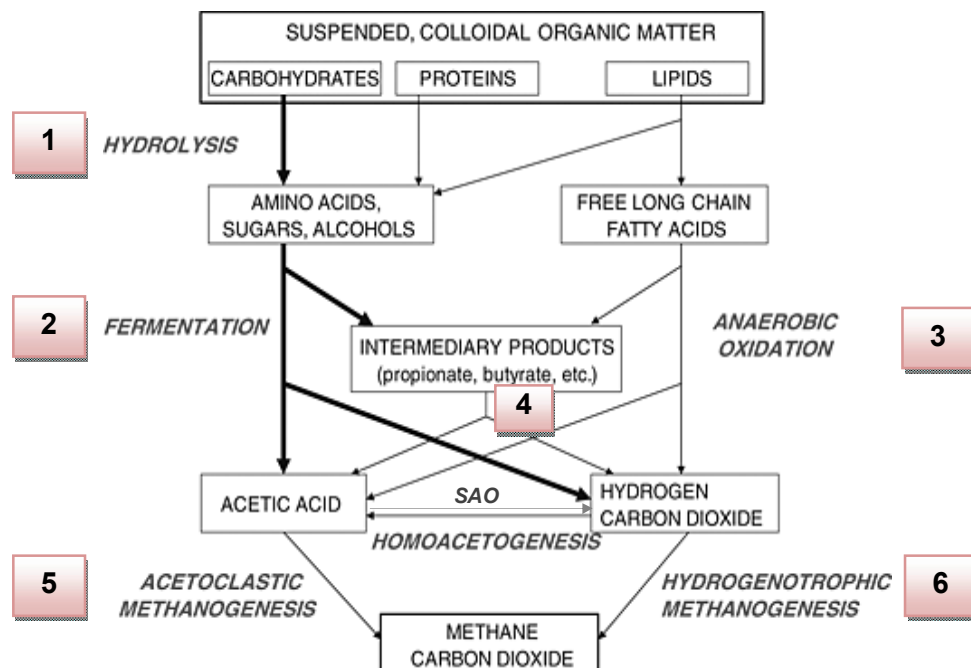 SUSPENDED, COLLOIDAL ORGANIC MATTER
CARBOHYDRATES
PROTEINS
LIPIDS
1
HYDROLYSIS
AMINO ACIDS,
SUGARS, ALCOHOLS
FREE LONG CHAIN
FATTY ACIDS
2
FERMENTATION
INTERMEDIARY PRODUCTS
(propionate, butyrate, etc.)
ANAEROBIC
OXIDATION
3
4
ACETIC ACID
SAO
HYDROGEN
CARBON DIOXIDE
HOMOACETOGENESIS
5
ACETOCLASTIC
METHANOGENESIS
HYDROGENOTROPHIC
METHANOGENESIS
6
METHANE
CARBON DIOXIDE